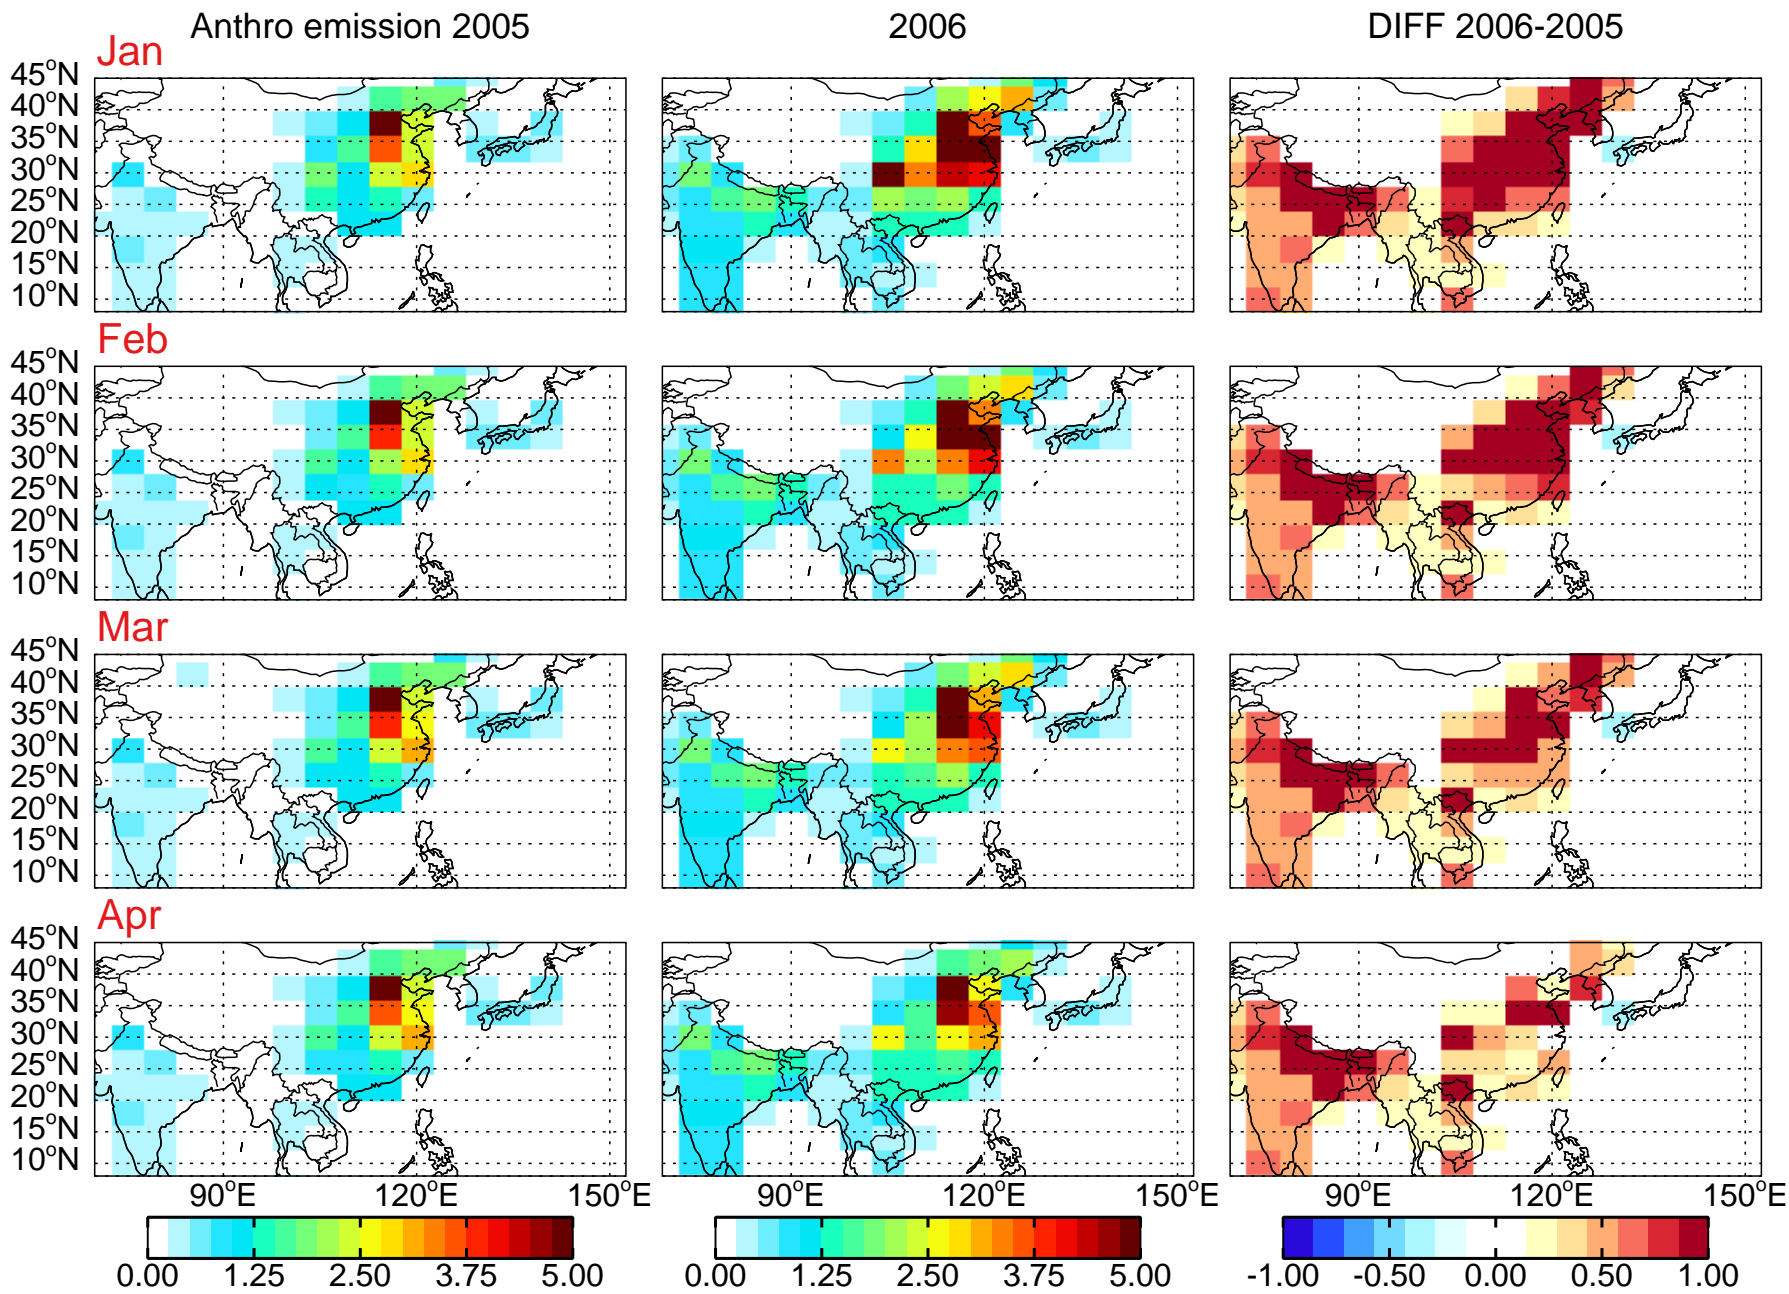 Anthro emission 2005 2006 DIFF 2006-2005
Jan
45°N
40°N
35°N
30°N
25°N
20°N
15°N
10°N
Feb
45°N
40°N
35°N
30°N
25°N
20°N
15°N
10°N
Mar
45°N
40°N
35°N
30°N
25°N
20°N
15°N
10°N
Apr
45°N
40°N
35°N
30°N
25°N
20°N
15°N
10°N
90°E 120°E 150°E 90°E 120°E 150°E 90°E 120°E 150°E
0.00 1.25 2.50 3.75 5.00 0.00 1.25 2.50 3.75 5.00 -1.00 -0.50 0.00 0.50 1.00